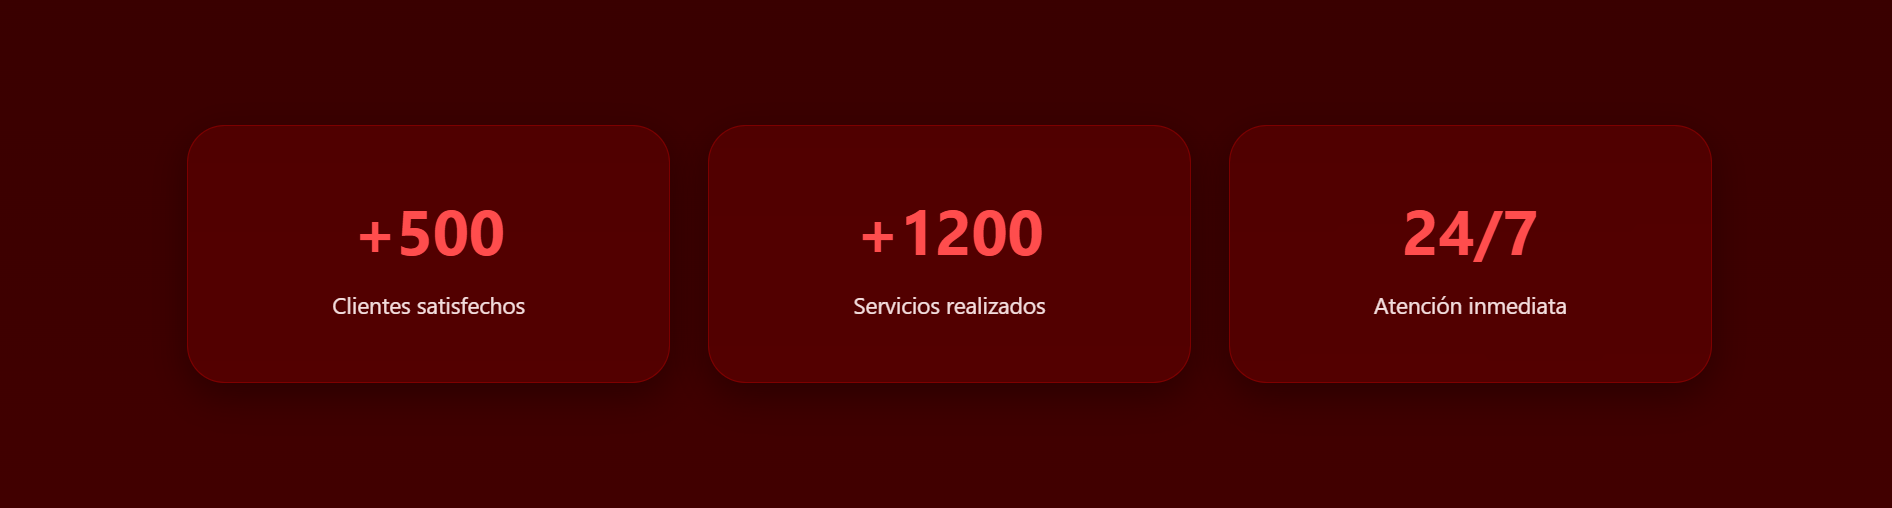 +500
Clientes satisfechos
+1200
Servicios realizados
24/7
Atención inmediata